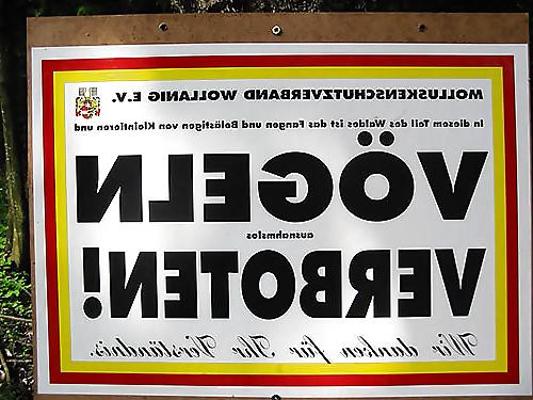 MOLLUSKENSCHUTZVERBAND WOLLANIG E.V.
In diesem Teil des Waldes ist das Fangen und Belästigen von Kleintieren und
VÖGELN
ausnahmslos
VERBOTEN!
Wir danken für Ihr Verständnis.